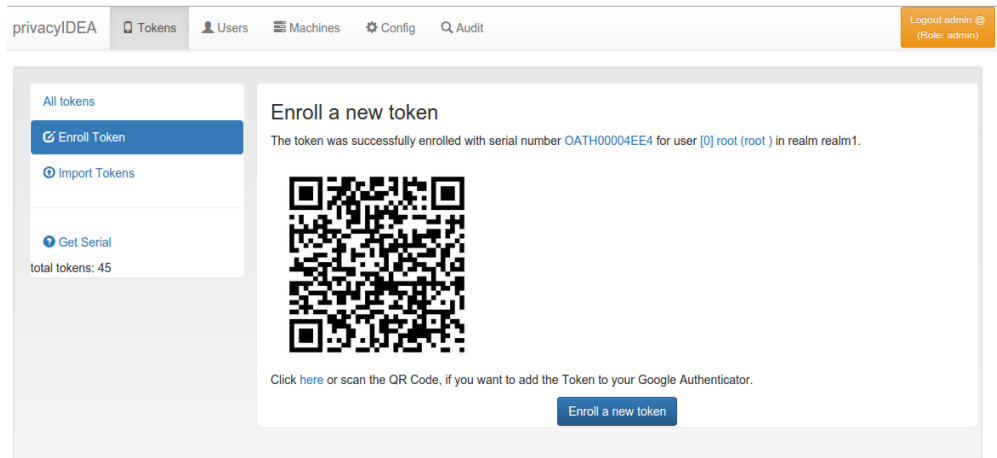 privacyIDEA Tokens Users Machines Config Audit
Logout admin @
(Role: admin)
All tokens
Enroll Token
Import Tokens
Get Serial
total tokens: 45
Enroll a new token
The token was successfully enrolled with serial number OATH00004EE4 for user [0] root (root ) in realm realm1.
Click here or scan the QR Code, if you want to add the Token to your Google Authenticator.
Enroll a new token